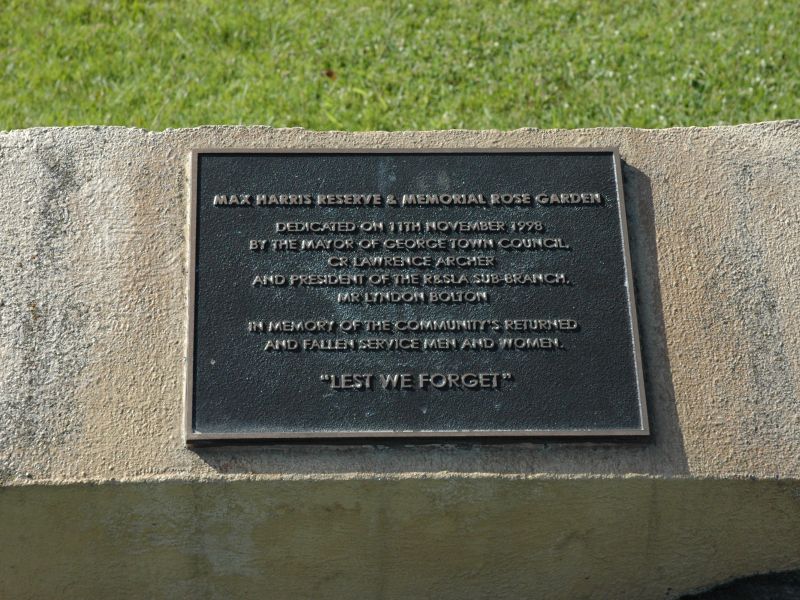 MAX HARRIS RESERVE & MEMORIAL ROSE GARDEN
DEDICATED ON 11TH NOVEMBER 1998
BY THE MAYOR OF GEORGE TOWN COUNCIL,
CR LAWRENCE ARCHER
AND PRESIDENT OF THE R&SLA SUB-BRANCH,
MR LYNDON BOLTON
IN MEMORY OF THE COMMUNITY'S RETURNED
AND FALLEN SERVICE MEN AND WOMEN.
"LEST WE FORGET"